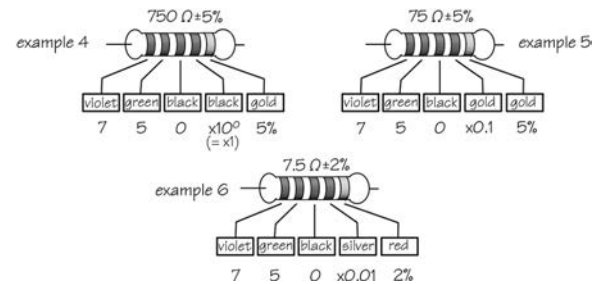 750 Ω±5%
example 4
violet green black black gold
7 5 0 x10⁰ 5%
(= x1)
75 Ω±5%
example 5
violet green black gold gold
7 5 0 x0.1 5%
7.5 Ω±2%
example 6
violet green black silver red
7 5 0 x0.01 2%